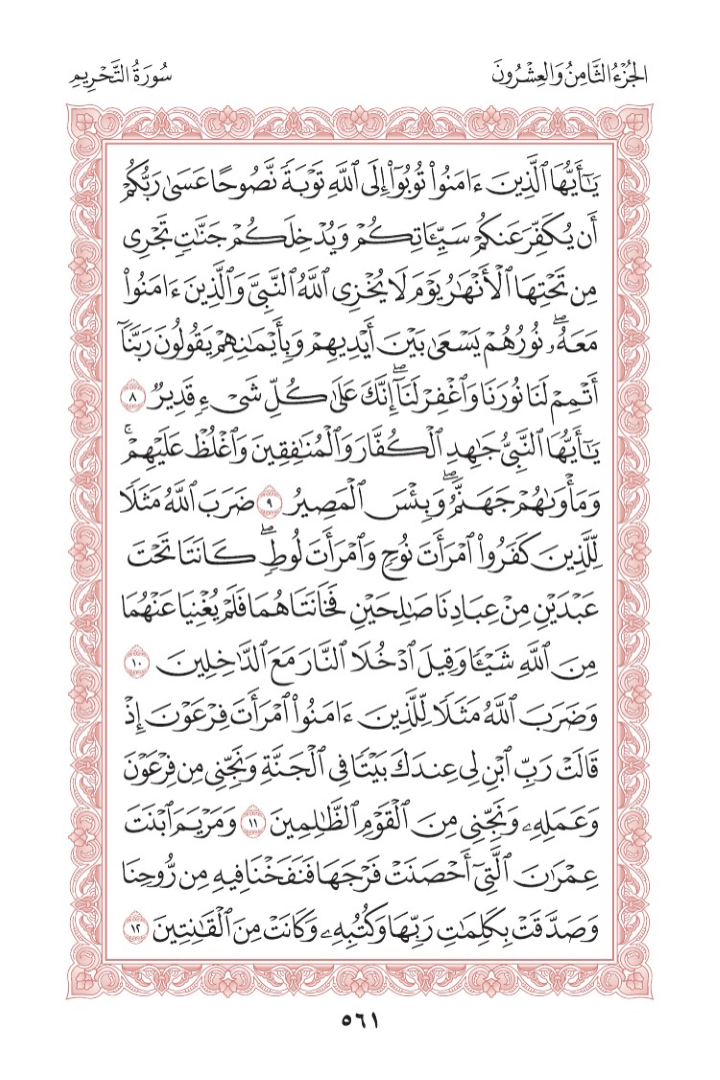 الجُزْءُ الثَّامِنُ وَالعِشْرُونَ
سُورَةُ التَّحْرِيمِ
يَٰٓأَيُّهَا ٱلَّذِينَ ءَامَنُواْ تُوبُوٓاْ إِلَى ٱللَّهِ تَوْبَةٗ نَّصُوحًا عَسَىٰ رَبُّكُمْ
أَن يُكَفِّرَ عَنكُمْ سَيِّـَٔاتِكُمْ وَيُدْخِلَكُمْ جَنَّٰتٖ تَجْرِي
مِن تَحْتِهَا ٱلْأَنْهَٰرُ يَوْمَ لَا يُخْزِي ٱللَّهُ ٱلنَّبِيَّ وَٱلَّذِينَ ءَامَنُواْ
مَعَهُۥۖ نُورُهُمْ يَسْعَىٰ بَيْنَ أَيْدِيهِمْ وَبِأَيْمَٰنِهِمْ يَقُولُونَ رَبَّنَآ
أَتْمِمْ لَنَا نُورَنَا وَٱغْفِرْ لَنَآۖ إِنَّكَ عَلَىٰ كُلِّ شَيْءٖ قَدِيرٞ ٨
يَٰٓأَيُّهَا ٱلنَّبِيُّ جَٰهِدِ ٱلْكُفَّارَ وَٱلْمُنَٰفِقِينَ وَٱغْلُظْ عَلَيْهِمْۚ
وَمَأْوَىٰهُمْ جَهَنَّمُۖ وَبِئْسَ ٱلْمَصِيرُ ٩ ضَرَبَ ٱللَّهُ مَثَلٗا
لِّلَّذِينَ كَفَرُواْ ٱمْرَأَتَ نُوحٖ وَٱمْرَأَتَ لُوطٖۖ كَانَتَا تَحْتَ
عَبْدَيْنِ مِنْ عِبَادِنَا صَٰلِحَيْنِ فَخَانَتَاهُمَا فَلَمْ يُغْنِيَا عَنْهُمَا
مِنَ ٱللَّهِ شَيْـٔٗا وَقِيلَ ٱدْخُلَا ٱلنَّارَ مَعَ ٱلدَّٰخِلِينَ ١٠
وَضَرَبَ ٱللَّهُ مَثَلٗا لِّلَّذِينَ ءَامَنُواْ ٱمْرَأَتَ فِرْعَوْنَ إِذْ
قَالَتْ رَبِّ ٱبْنِ لِي عِندَكَ بَيْتٗا فِي ٱلْجَنَّةِ وَنَجِّنِي مِن فِرْعَوْنَ
وَعَمَلِهِۦ وَنَجِّنِي مِنَ ٱلْقَوْمِ ٱلظَّٰلِمِينَ ١١ وَمَرْيَمَ ٱبْنَتَ
عِمْرَٰنَ ٱلَّتِيٓ أَحْصَنَتْ فَرْجَهَا فَنَفَخْنَا فِيهِ مِن رُّوحِنَا
وَصَدَّقَتْ بِكَلِمَٰتِ رَبِّهَا وَكُتُبِهِۦ وَكَانَتْ مِنَ ٱلْقَٰنِتِينَ ١٢
٥٦١